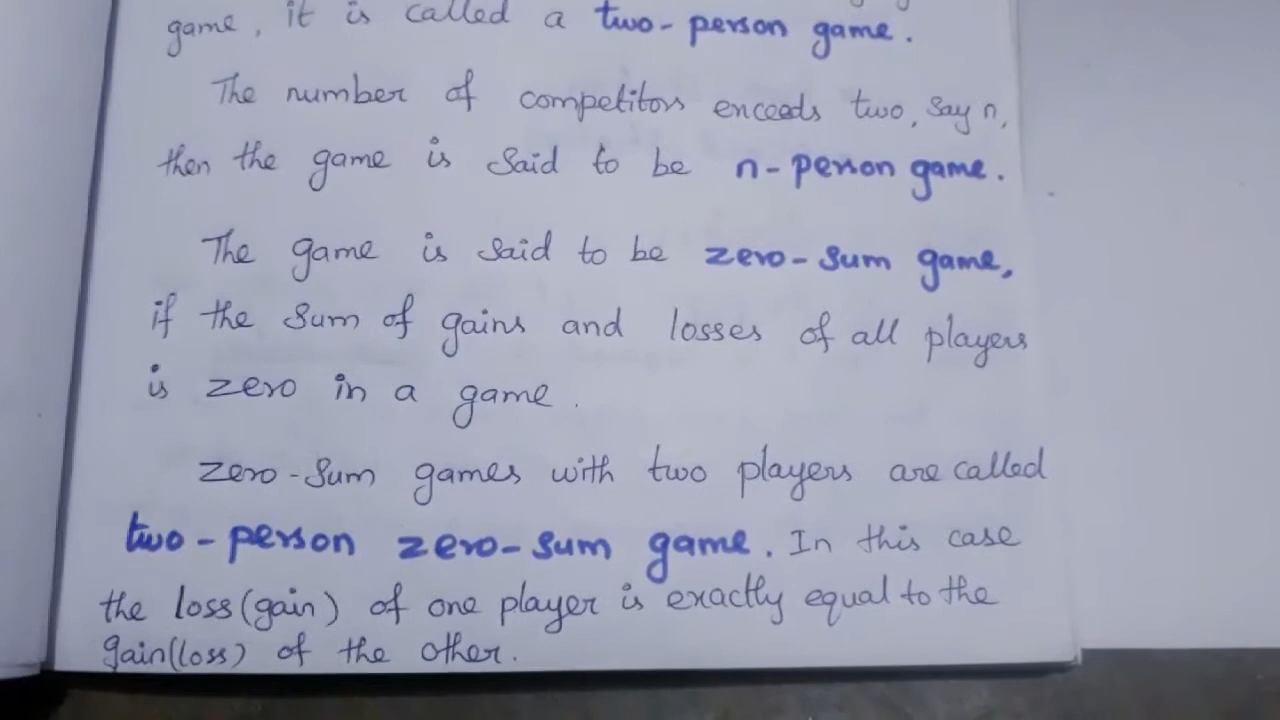 game, it is called a two-person game.
The number of competitors exceeds two, say n,
then the game is said to be n-person game.
The game is said to be zero-sum game,
if the sum of gains and losses of all players
is zero in a game.
zero-sum games with two players are called
two-person zero-sum game. In this case
the loss(gain) of one player is exactly equal to the
gain(loss) of the other.